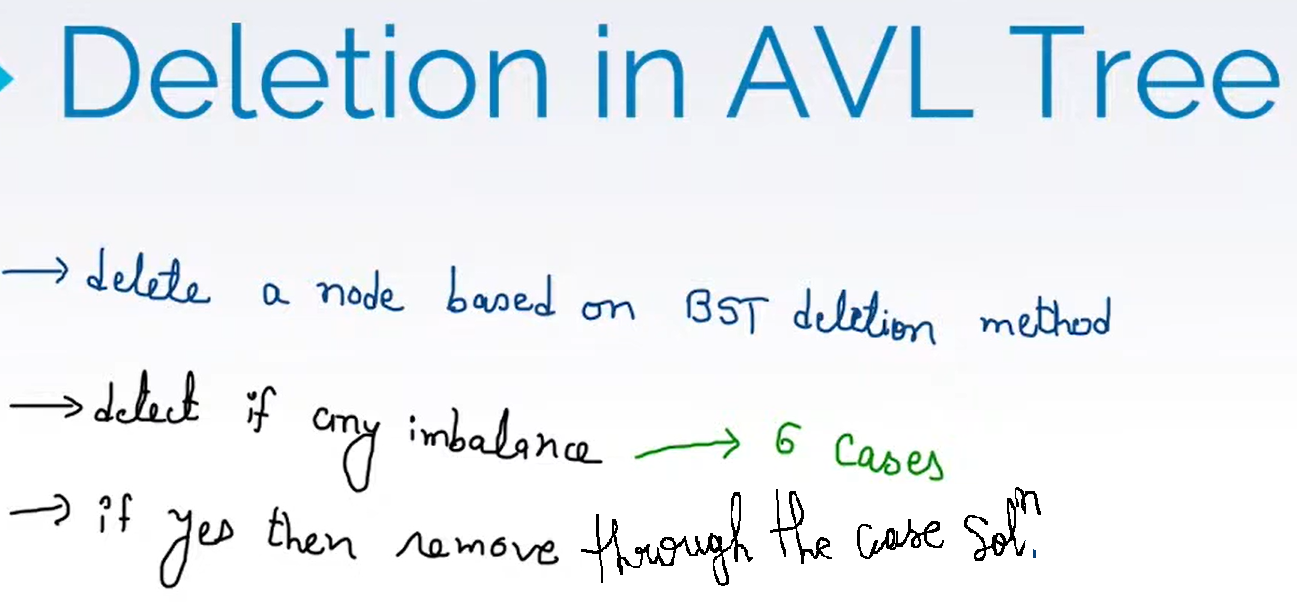 Deletion in AVL Tree
→ delete a node based on BST deletion method
→ detect if any imbalance → 6 cases
→ if yes then remove through the case solⁿ.